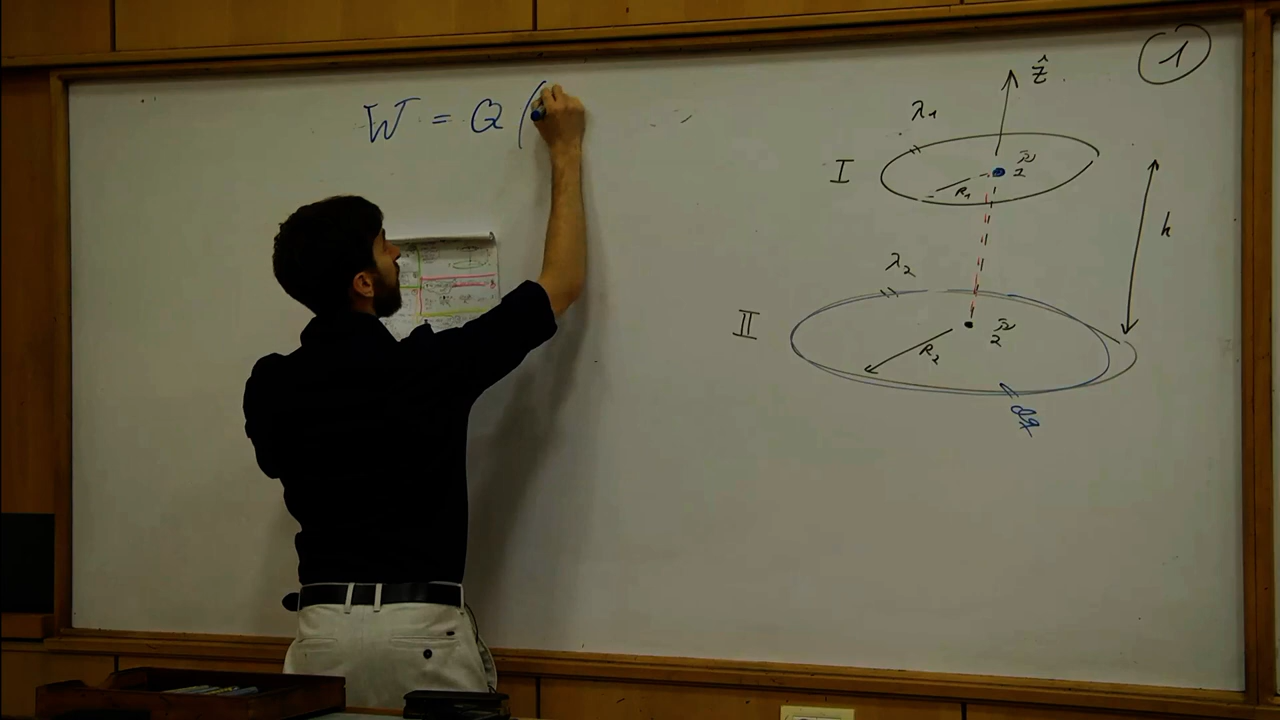 W = Q (
1
ẑ
λ1
I
R1
h
λ2
II
R2
dq